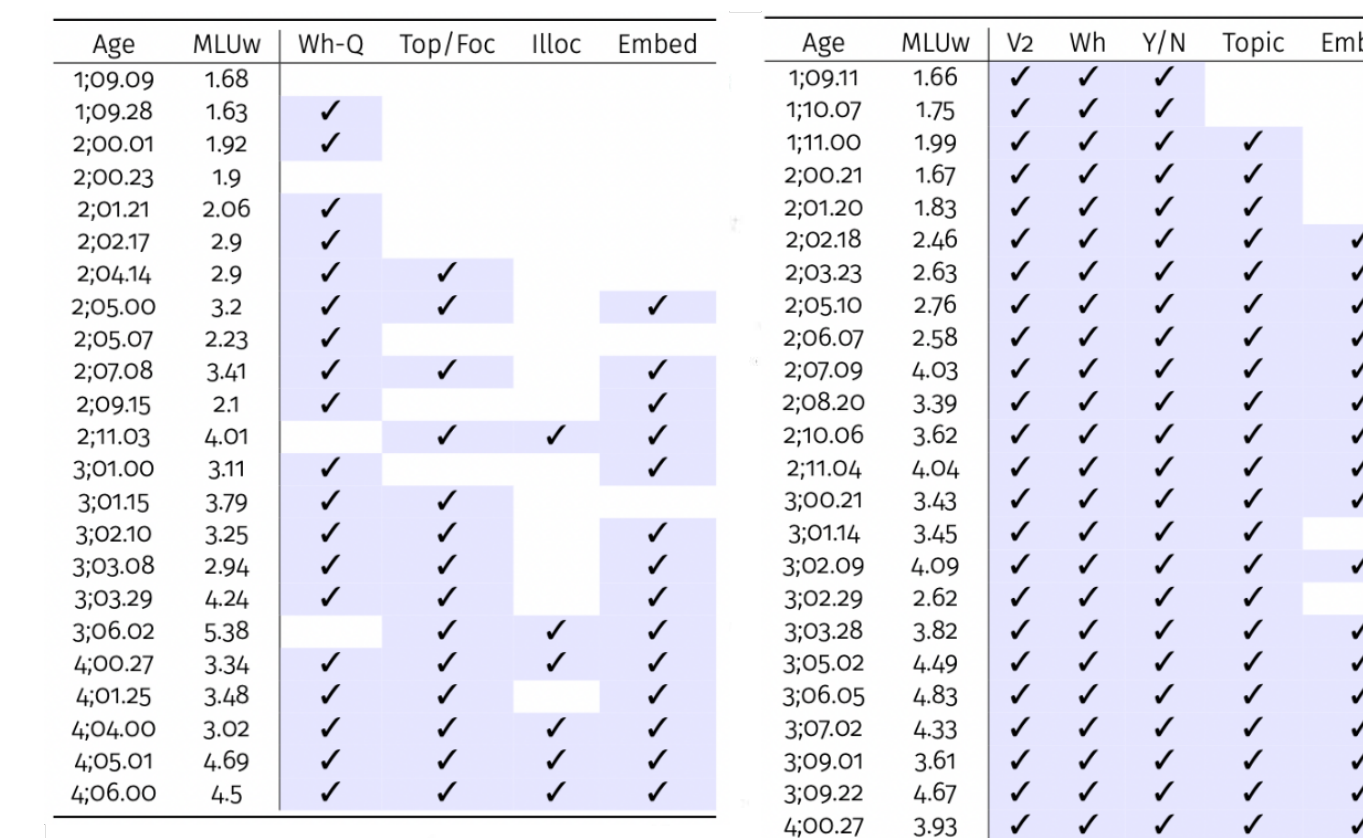 Age MLUw Wh-Q Top/Foc Illoc Embed
1;09.09 1.68
1;09.28 1.63 ✓
2;00.01 1.92 ✓
2;00.23 1.9
2;01.21 2.06 ✓
2;02.17 2.9 ✓
2;04.14 2.9 ✓ ✓
2;05.00 3.2 ✓ ✓ ✓
2;05.07 2.23 ✓
2;07.08 3.41 ✓ ✓ ✓
2;09.15 2.1 ✓ ✓
2;11.03 4.01 ✓ ✓ ✓
3;01.00 3.11 ✓ ✓
3;01.15 3.79 ✓ ✓
3;02.10 3.25 ✓ ✓ ✓
3;03.08 2.94 ✓ ✓ ✓
3;03.29 4.24 ✓ ✓ ✓
3;06.02 5.38 ✓ ✓ ✓
4;00.27 3.34 ✓ ✓ ✓ ✓
4;01.25 3.48 ✓ ✓ ✓
4;04.00 3.02 ✓ ✓ ✓ ✓
4;05.01 4.69 ✓ ✓ ✓ ✓
4;06.00 4.5 ✓ ✓ ✓ ✓
Age MLUw V2 Wh Y/N Topic
1;09.11 1.66 ✓ ✓ ✓
1;10.07 1.75 ✓ ✓ ✓
1;11.00 1.99 ✓ ✓ ✓ ✓
2;00.21 1.67 ✓ ✓ ✓ ✓
2;01.20 1.83 ✓ ✓ ✓ ✓
2;02.18 2.46 ✓ ✓ ✓ ✓ ✓
2;03.23 2.63 ✓ ✓ ✓ ✓ ✓
2;05.10 2.76 ✓ ✓ ✓ ✓ ✓
2;06.07 2.58 ✓ ✓ ✓ ✓ ✓
2;07.09 4.03 ✓ ✓ ✓ ✓ ✓
2;08.20 3.39 ✓ ✓ ✓ ✓ ✓
2;10.06 3.62 ✓ ✓ ✓ ✓ ✓
2;11.04 4.04 ✓ ✓ ✓ ✓ ✓
3;00.21 3.43 ✓ ✓ ✓ ✓ ✓
3;01.14 3.45 ✓ ✓ ✓ ✓
3;02.09 4.09 ✓ ✓ ✓ ✓ ✓
3;02.29 2.62 ✓ ✓ ✓ ✓
3;03.28 3.82 ✓ ✓ ✓ ✓ ✓
3;05.02 4.49 ✓ ✓ ✓ ✓ ✓
3;06.05 4.83 ✓ ✓ ✓ ✓ ✓
3;07.02 4.33 ✓ ✓ ✓ ✓ ✓
3;09.01 3.61 ✓ ✓ ✓ ✓ ✓
3;09.22 4.67 ✓ ✓ ✓ ✓ ✓
4;00.27 3.93 ✓ ✓ ✓ ✓ ✓